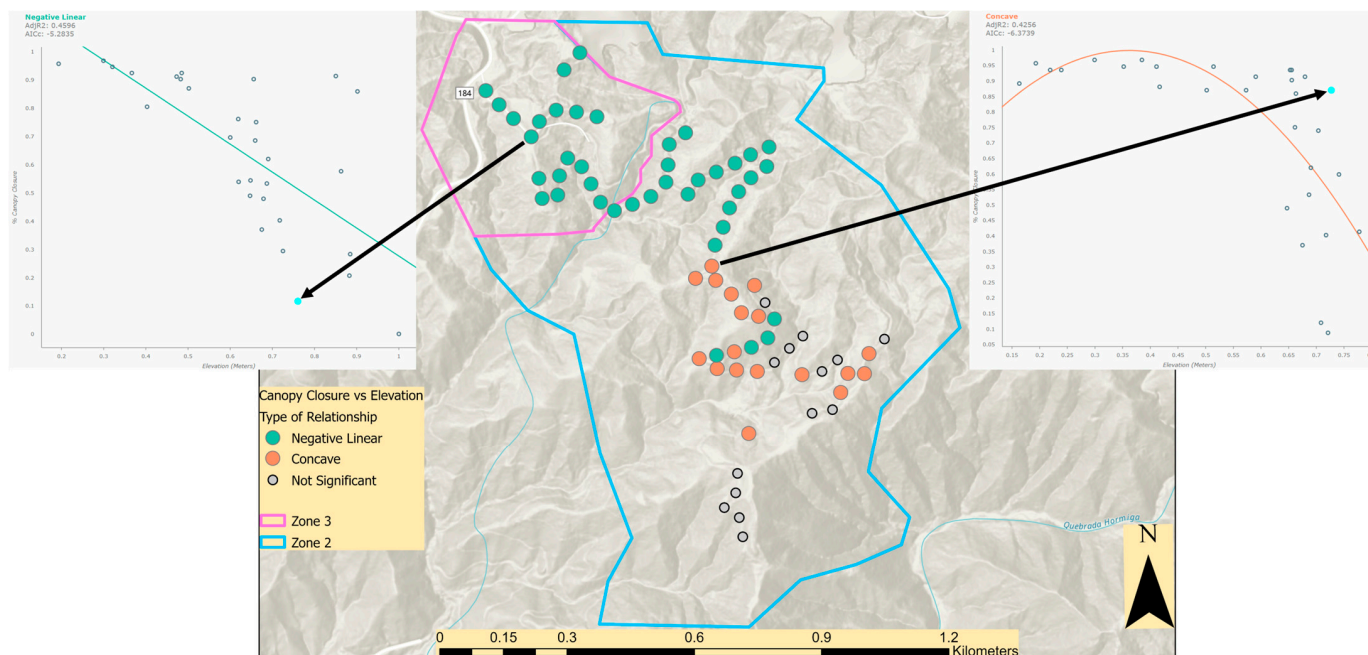 Negative Linear
AdjR2: 0.4596
AICc: -5.2835
1
0.9
0.8
0.7
0.6
0.5
0.4
0.3
0.2
0.1
0
% Canopy Closure
0.2 0.3 0.4 0.5 0.6 0.7 0.8 0.9 1
Elevation (Meters)
184
Concave
AdjR2: 0.4256
AICc: -6.3739
1
0.95
0.9
0.85
0.8
0.75
0.7
0.65
0.6
0.55
0.5
0.45
0.4
0.35
0.3
0.25
0.2
0.15
0.1
0.05
% Canopy Closure
0.15 0.2 0.25 0.3 0.35 0.4 0.45 0.5 0.55 0.6 0.65 0.7 0.75
Elevation (Meters)
Canopy Closure vs Elevation
Type of Relationship
Negative Linear
Concave
Not Significant
Zone 3
Zone 2
Quebrada Hormiga
N
0 0.15 0.3 0.6 0.9 1.2
Kilometers